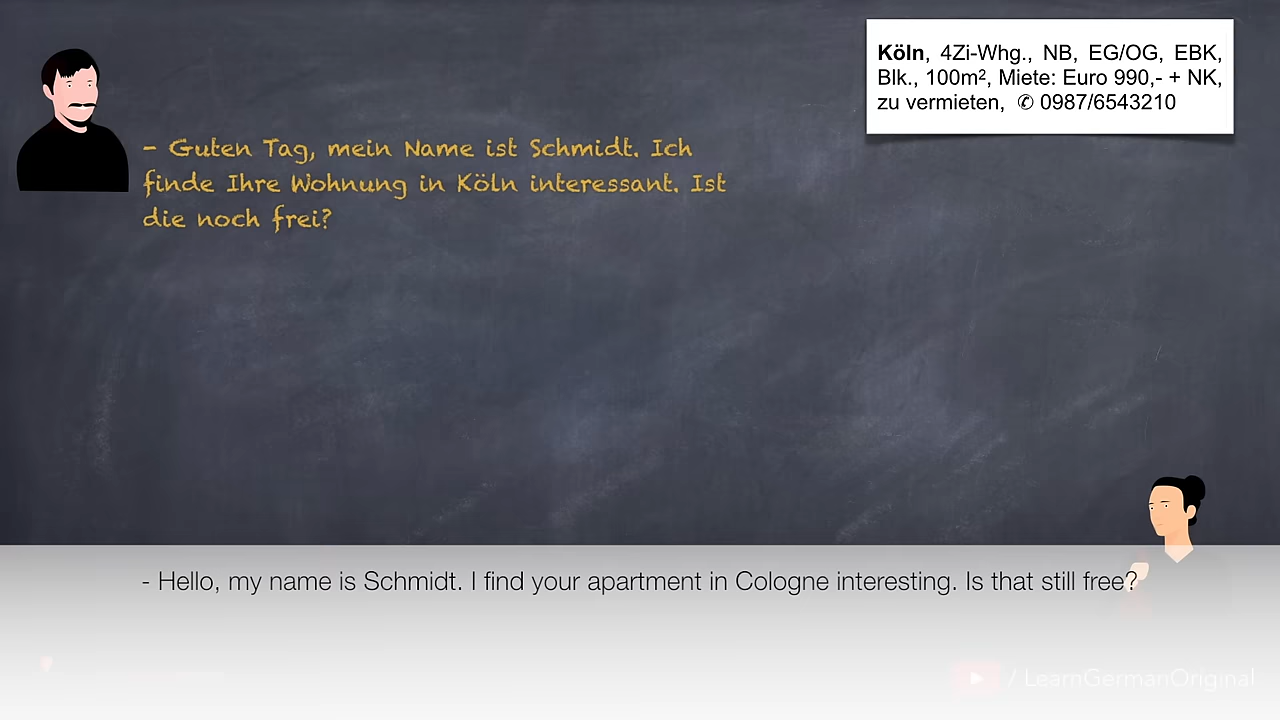 Köln, 4Zi-Whg., NB, EG/OG, EBK,
Blk., 100m², Miete: Euro 990,- + NK,
zu vermieten, ✆ 0987/6543210
- Guten Tag, mein Name ist Schmidt. Ich
finde Ihre Wohnung in Köln interessant. Ist
die noch frei?
- Hello, my name is Schmidt. I find your apartment in Cologne interesting. Is that still free?
/ LearnGermanOriginal